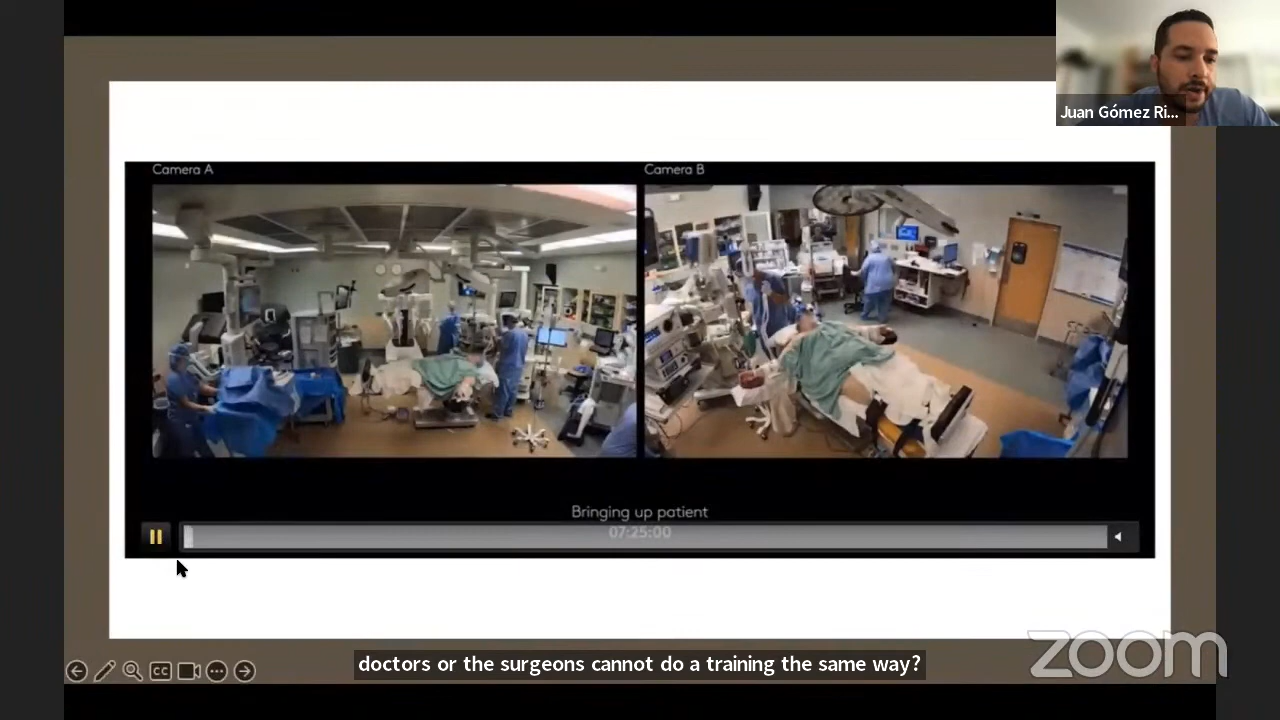 Juan Gómez Ri...
Camera A
Camera B
Bringing up patient
07:25:00
CC
doctors or the surgeons cannot do a training the same way?
zoom